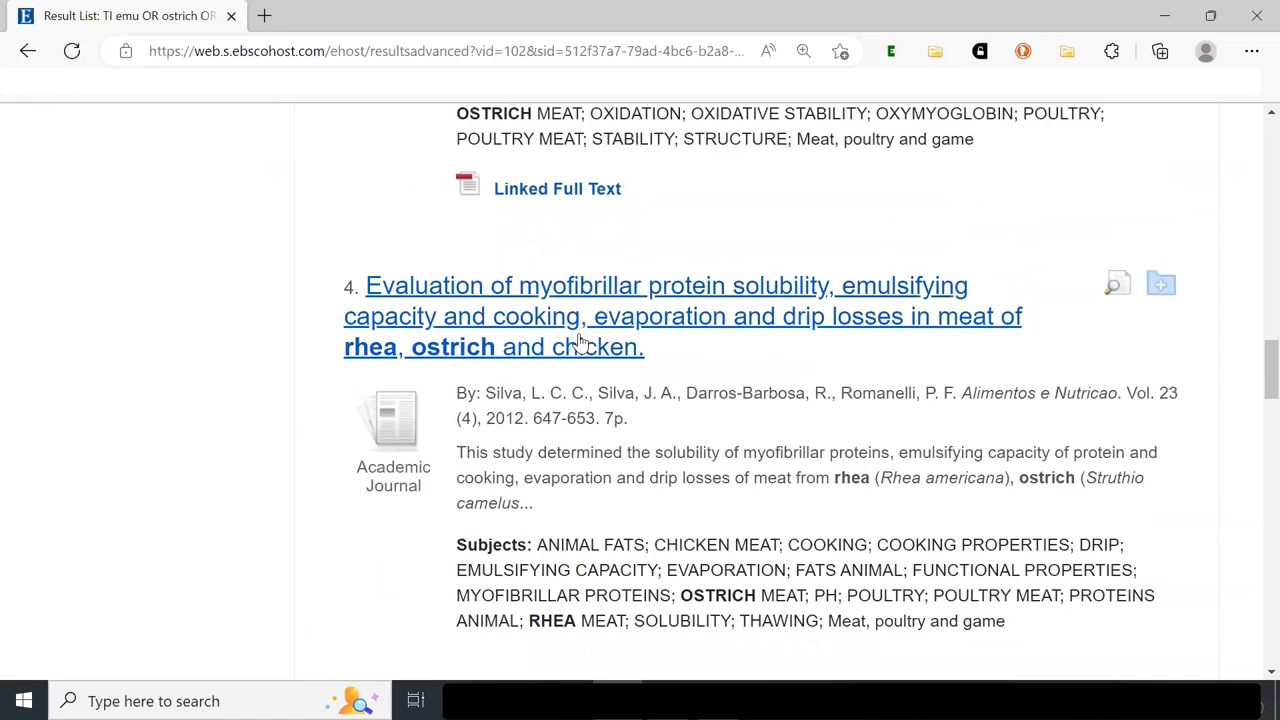 Result List: TI emu OR ostrich OR
https://web.s.ebscohost.com/ehost/resultsadvanced?vid=102&sid=512f37a7-79ad-4bc6-b2a8-...
OSTRICH MEAT; OXIDATION; OXIDATIVE STABILITY; OXYMYOGLOBIN; POULTRY;
POULTRY MEAT; STABILITY; STRUCTURE; Meat, poultry and game
Linked Full Text
4. Evaluation of myofibrillar protein solubility, emulsifying
capacity and cooking, evaporation and drip losses in meat of
rhea, ostrich and chicken.
By: Silva, L. C. C., Silva, J. A., Darros-Barbosa, R., Romanelli, P. F. Alimentos e Nutricao. Vol. 23
(4), 2012. 647-653. 7p.
Academic
Journal
This study determined the solubility of myofibrillar proteins, emulsifying capacity of protein and
cooking, evaporation and drip losses of meat from rhea (Rhea americana), ostrich (Struthio
camelus...
Subjects: ANIMAL FATS; CHICKEN MEAT; COOKING; COOKING PROPERTIES; DRIP;
EMULSIFYING CAPACITY; EVAPORATION; FATS ANIMAL; FUNCTIONAL PROPERTIES;
MYOFIBRILLAR PROTEINS; OSTRICH MEAT; PH; POULTRY; POULTRY MEAT; PROTEINS
ANIMAL; RHEA MEAT; SOLUBILITY; THAWING; Meat, poultry and game
Type here to search